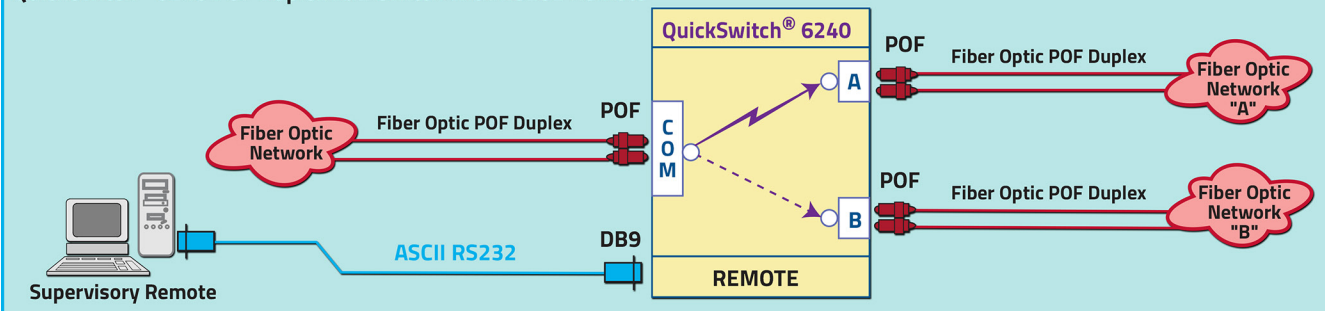 QuickSwitch® 6240
POF
Fiber Optic POF Duplex
Fiber Optic
Network
"A"
A
POF
Fiber Optic POF Duplex
Fiber Optic
Network
C
O
M
POF
Fiber Optic POF Duplex
Fiber Optic
Network
"B"
B
DB9
ASCII RS232
REMOTE
Supervisory Remote